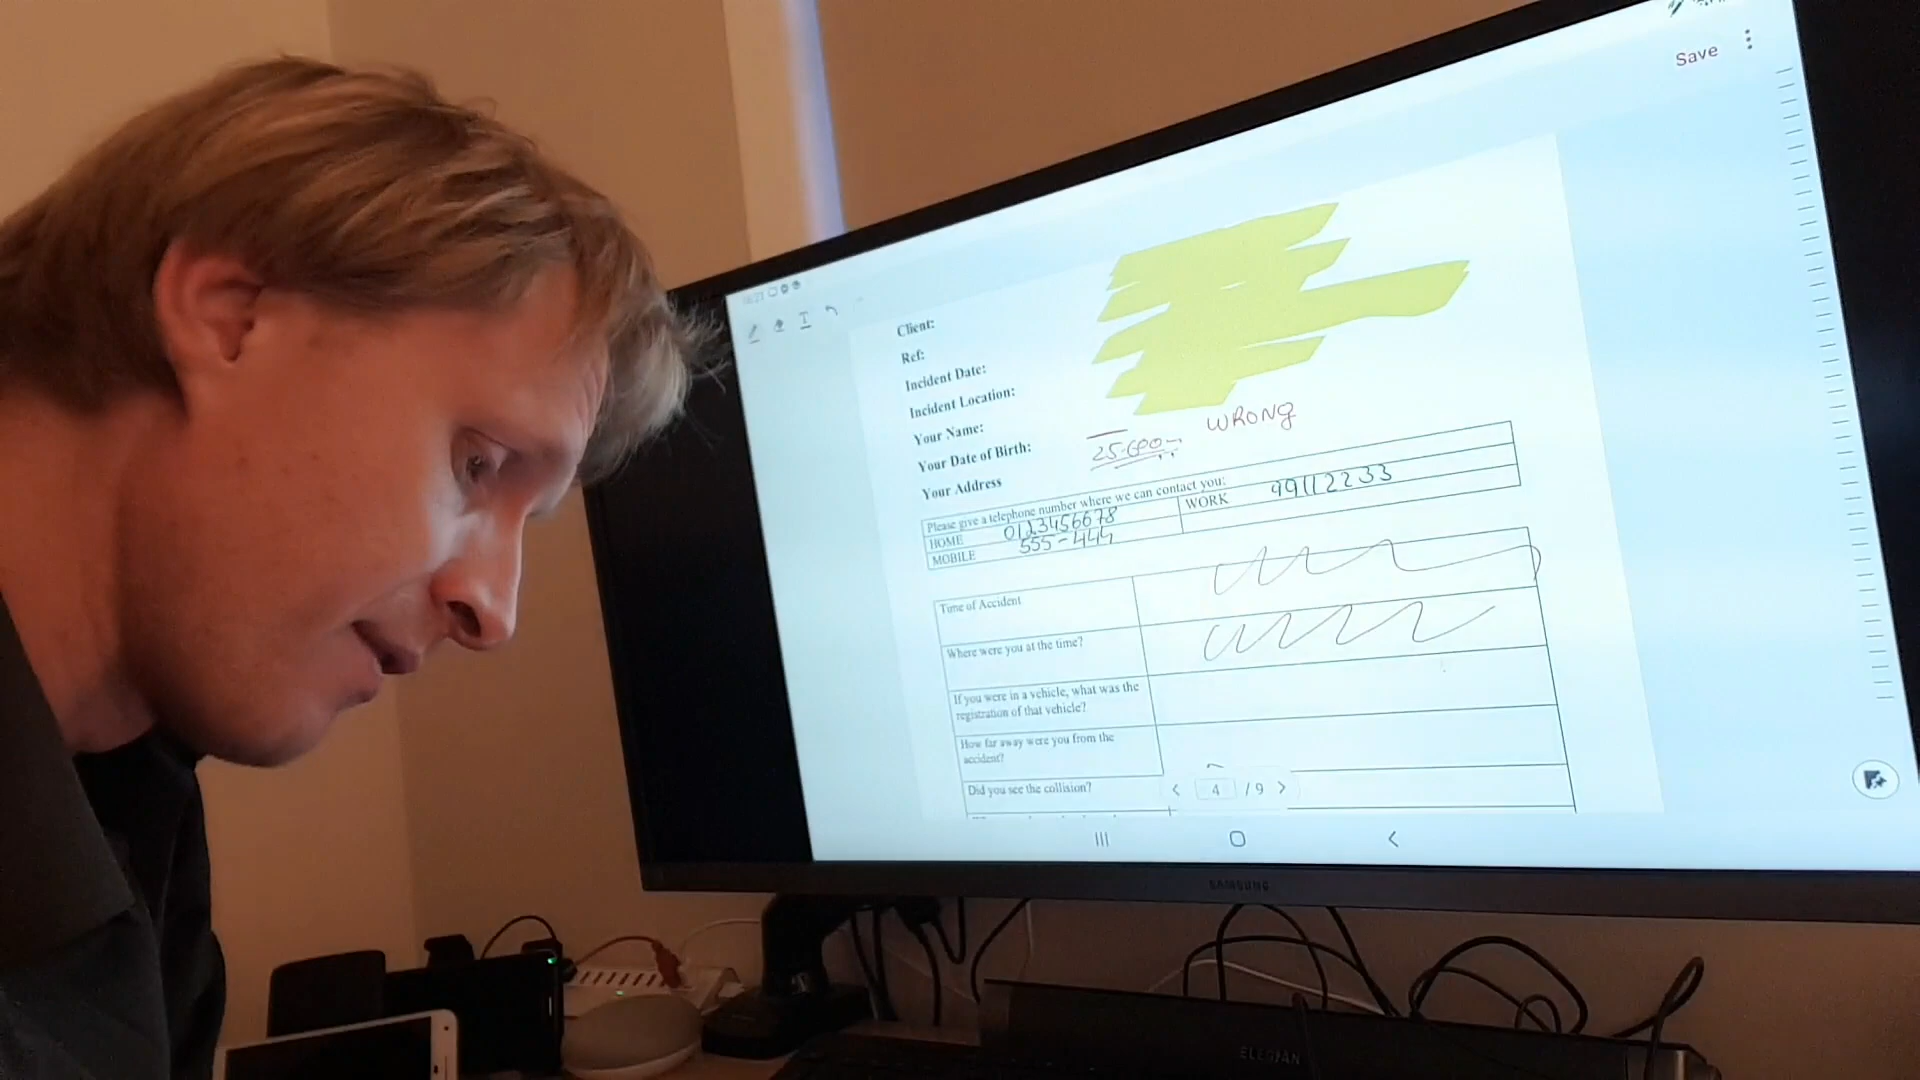 Save
Client:
Ref:
Incident Date:
Incident Location:
Your Name:
Your Date of Birth:
WRONG
Your Address
Please give a telephone number where we can contact you:
HOME 0123456678 WORK 99112233
MOBILE 555-444
Time of Accident
Where were you at the time?
If you were in a vehicle, what was the
registration of that vehicle?
How far away were you from the
accident?
Did you see the collision?
< 4 / 9 >
SAMSUNG
ELEGIAN